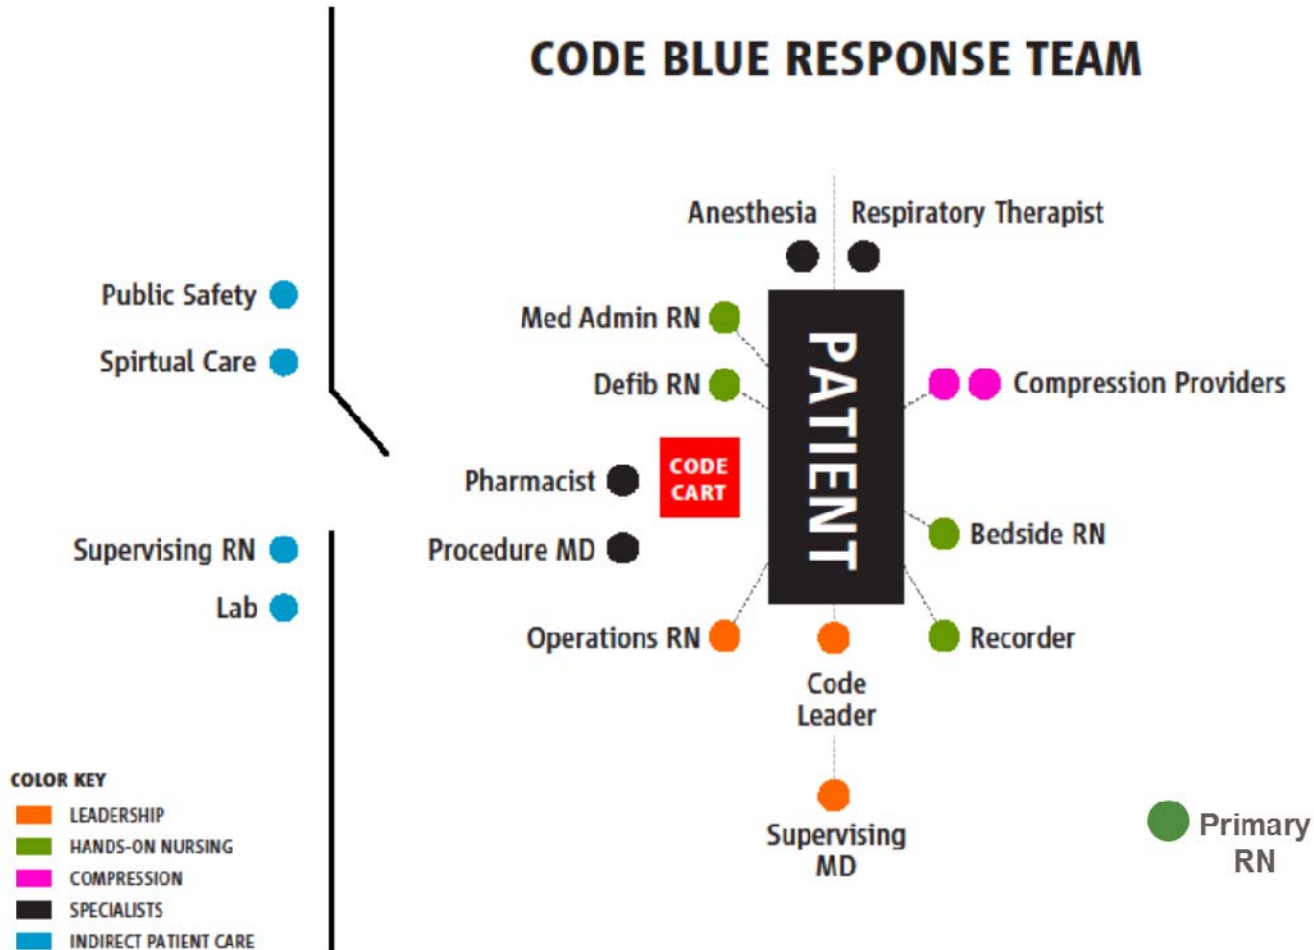 CODE BLUE RESPONSE TEAM
Anesthesia
Respiratory Therapist
Public Safety
Spirtual Care
Med Admin RN
Defib RN
PATIENT
Compression Providers
CODE
CART
Pharmacist
Procedure MD
Bedside RN
Supervising RN
Lab
Operations RN
Recorder
Code
Leader
Supervising
MD
Primary
RN
COLOR KEY
LEADERSHIP
HANDS-ON NURSING
COMPRESSION
SPECIALISTS
INDIRECT PATIENT CARE